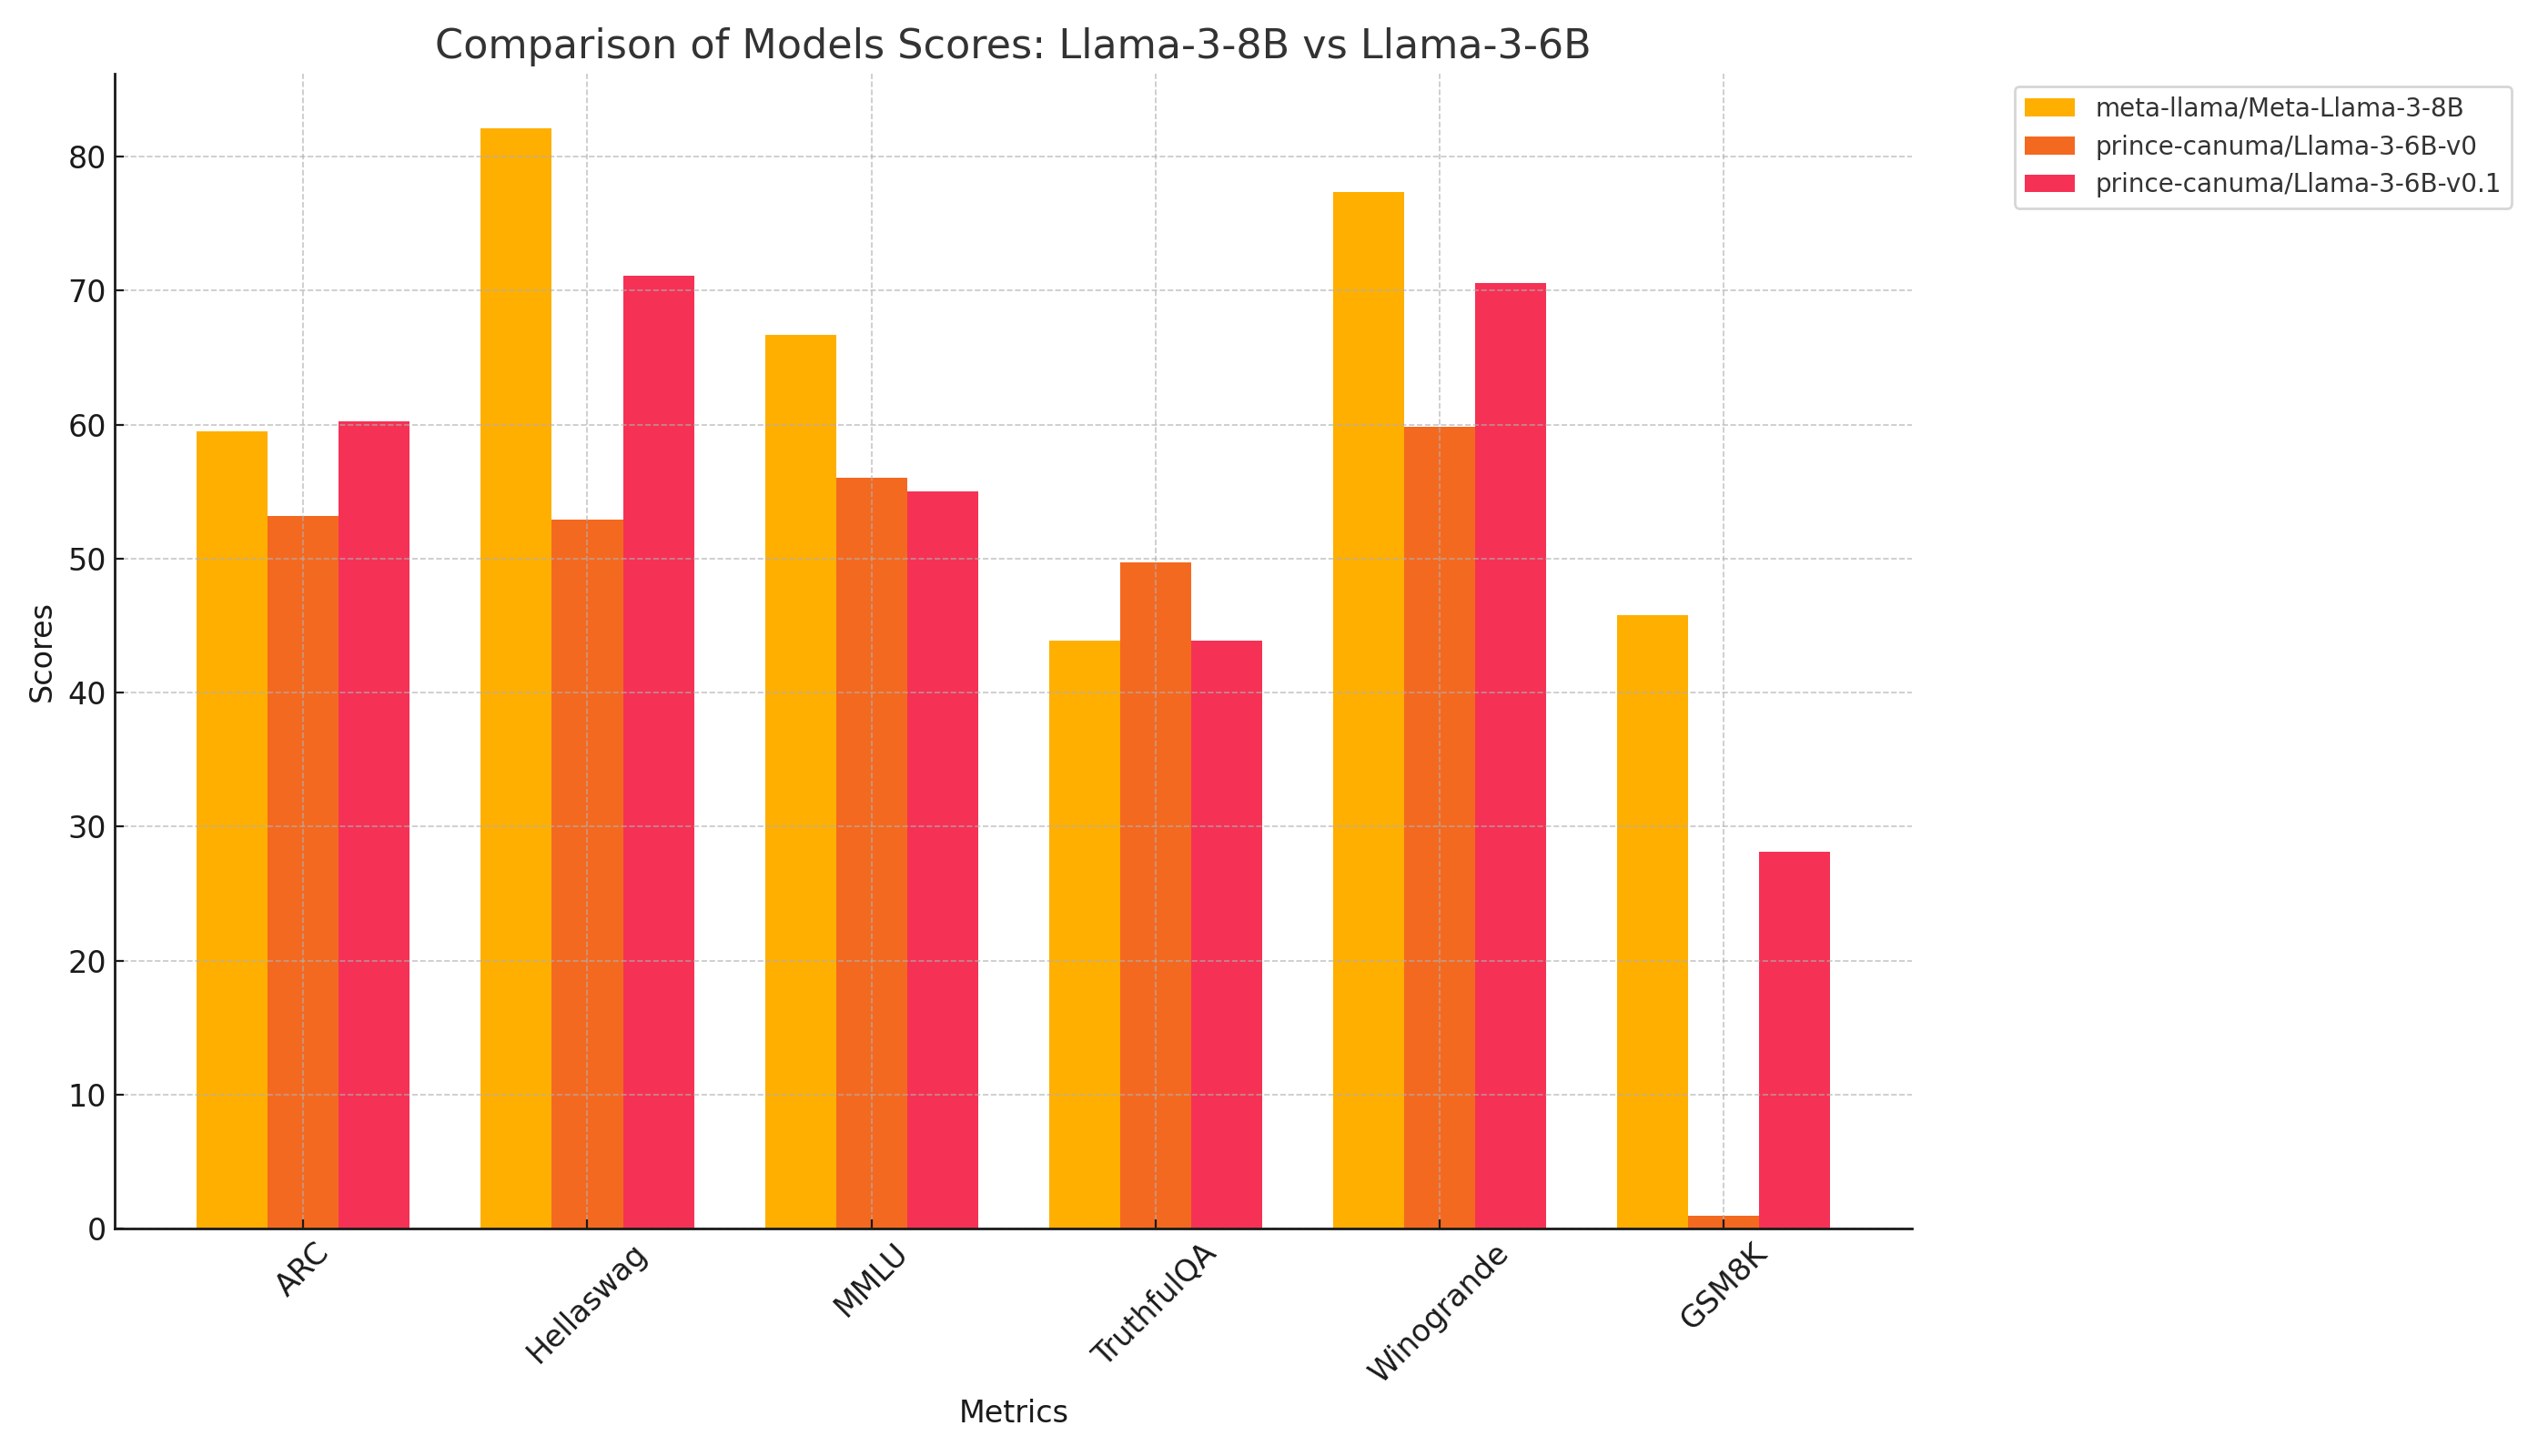 Comparison of Models Scores: Llama-3-8B vs Llama-3-6B
meta-llama/Meta-Llama-3-8B
prince-canuma/Llama-3-6B-v0
prince-canuma/Llama-3-6B-v0.1
Scores
80
70
60
50
40
30
20
10
0
ARC
Hellaswag
MMLU
TruthfulQA
Winogrande
GSM8K
Metrics